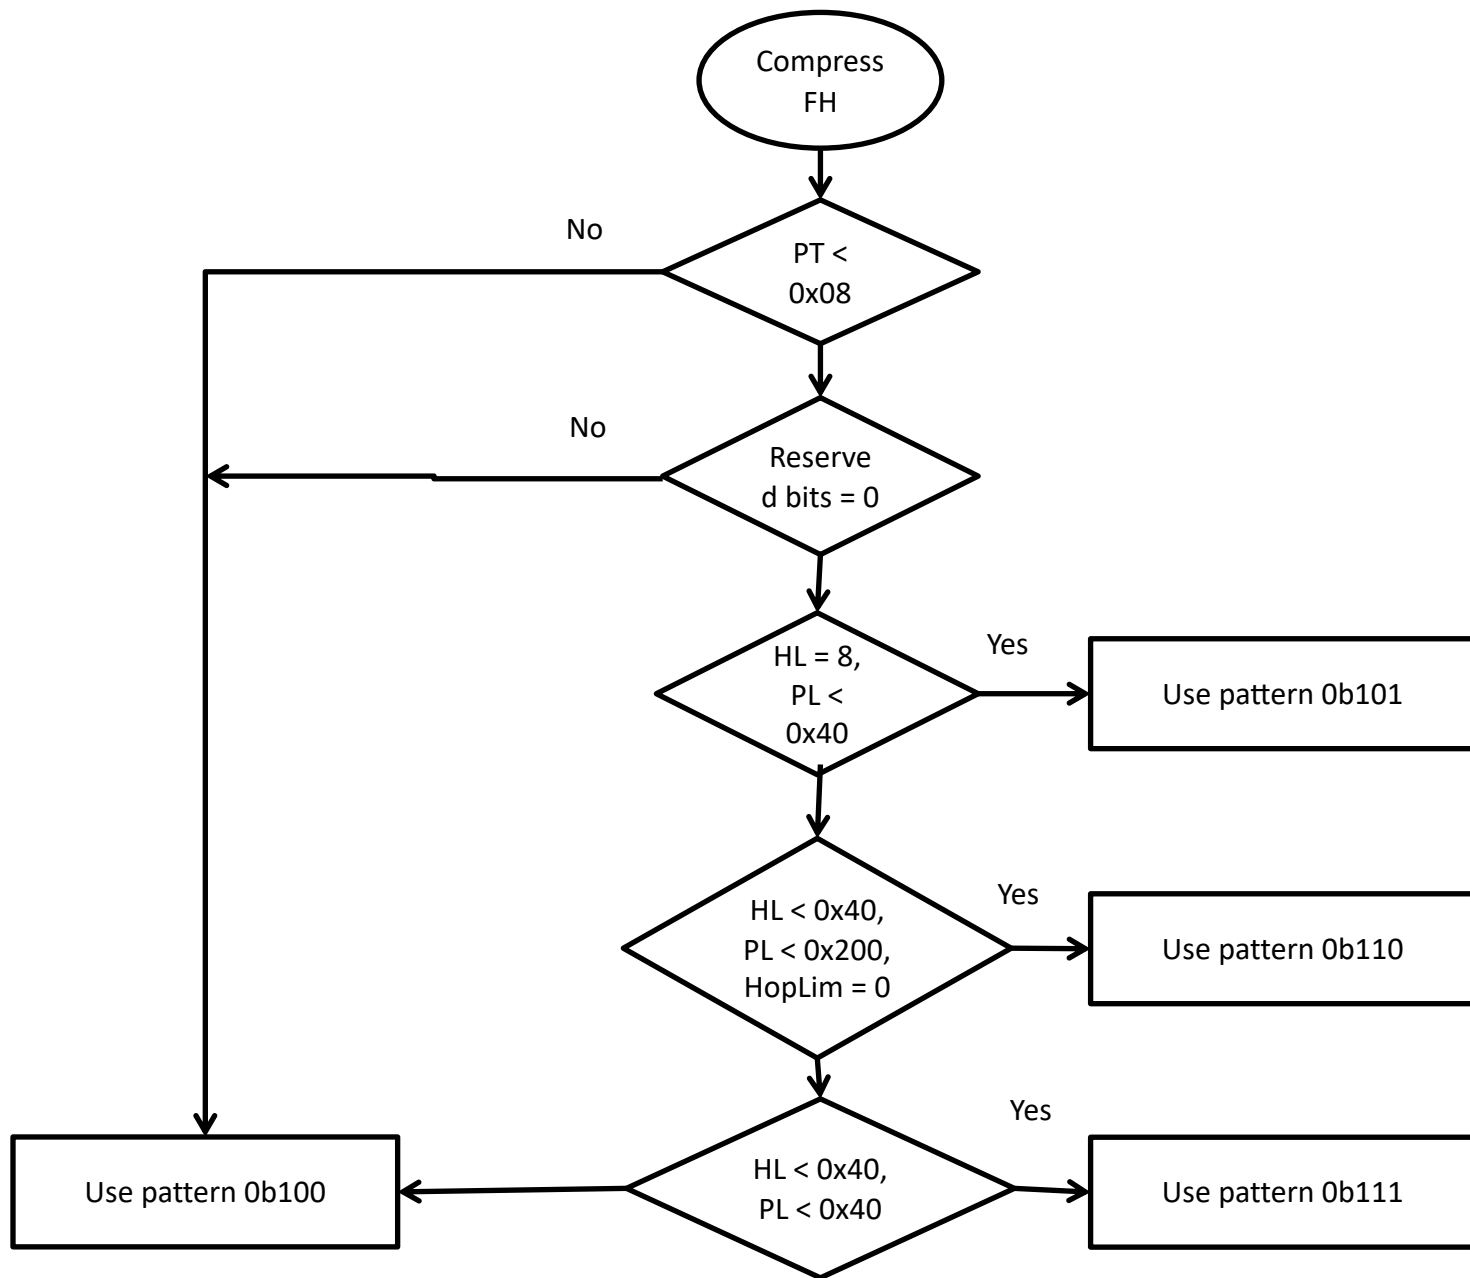 Compress
FH
No
PT <
0x08
No
Reserve
d bits = 0
HL = 8,
PL <
0x40
Yes
Use pattern 0b101
HL < 0x40,
PL < 0x200,
HopLim = 0
Yes
Use pattern 0b110
Yes
Use pattern 0b100
HL < 0x40,
PL < 0x40
Use pattern 0b111